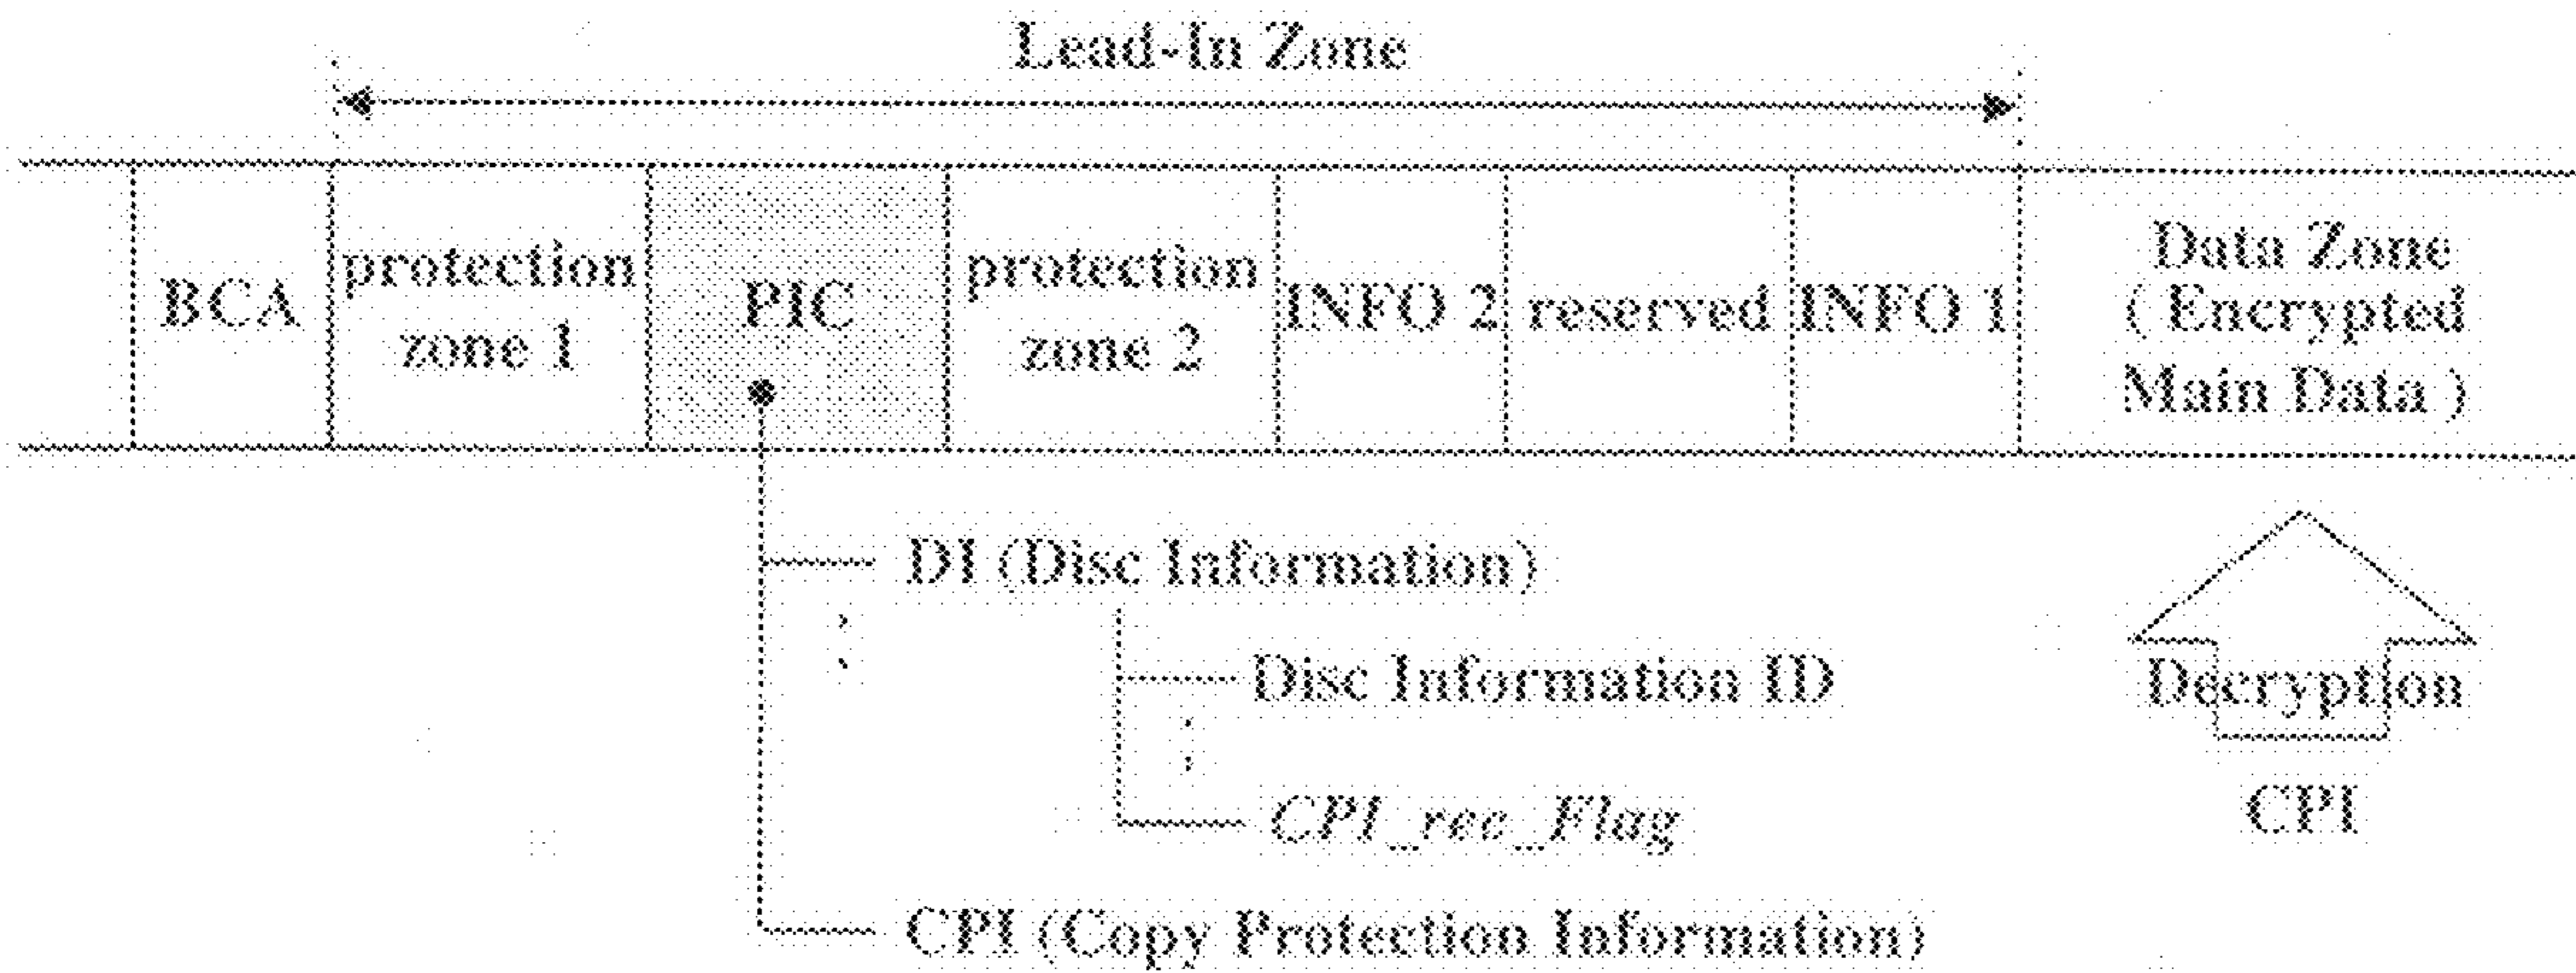 Lead-In Zone
BCA
protection
zone 1
PIC
protection
zone 2
INFO 2
reserved
INFO 1
Data Zone
( Encrypted
Main Data )
DI (Disc Information)
Disc Information ID
CPI_rec_Flag
CPI (Copy Protection Information)
Decryption
CPI